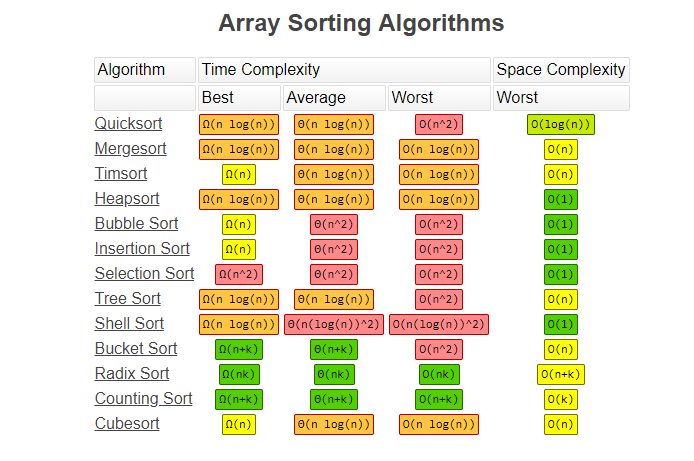 Array Sorting Algorithms
Algorithm Time Complexity Space Complexity
Best Average Worst Worst
Quicksort Ω(n log(n)) Θ(n log(n)) O(n^2) O(log(n))
Mergesort Ω(n log(n)) Θ(n log(n)) O(n log(n)) O(n)
Timsort Ω(n) Θ(n log(n)) O(n log(n)) O(n)
Heapsort Ω(n log(n)) Θ(n log(n)) O(n log(n)) O(1)
Bubble Sort Ω(n) Θ(n^2) O(n^2) O(1)
Insertion Sort Ω(n) Θ(n^2) O(n^2) O(1)
Selection Sort Ω(n^2) Θ(n^2) O(n^2) O(1)
Tree Sort Ω(n log(n)) Θ(n log(n)) O(n^2) O(n)
Shell Sort Ω(n log(n)) Θ(n(log(n))^2) O(n(log(n))^2) O(1)
Bucket Sort Ω(n+k) Θ(n+k) O(n^2) O(n)
Radix Sort Ω(nk) Θ(nk) O(nk) O(n+k)
Counting Sort Ω(n+k) Θ(n+k) O(n+k) O(k)
Cubesort Ω(n) Θ(n log(n)) O(n log(n)) O(n)